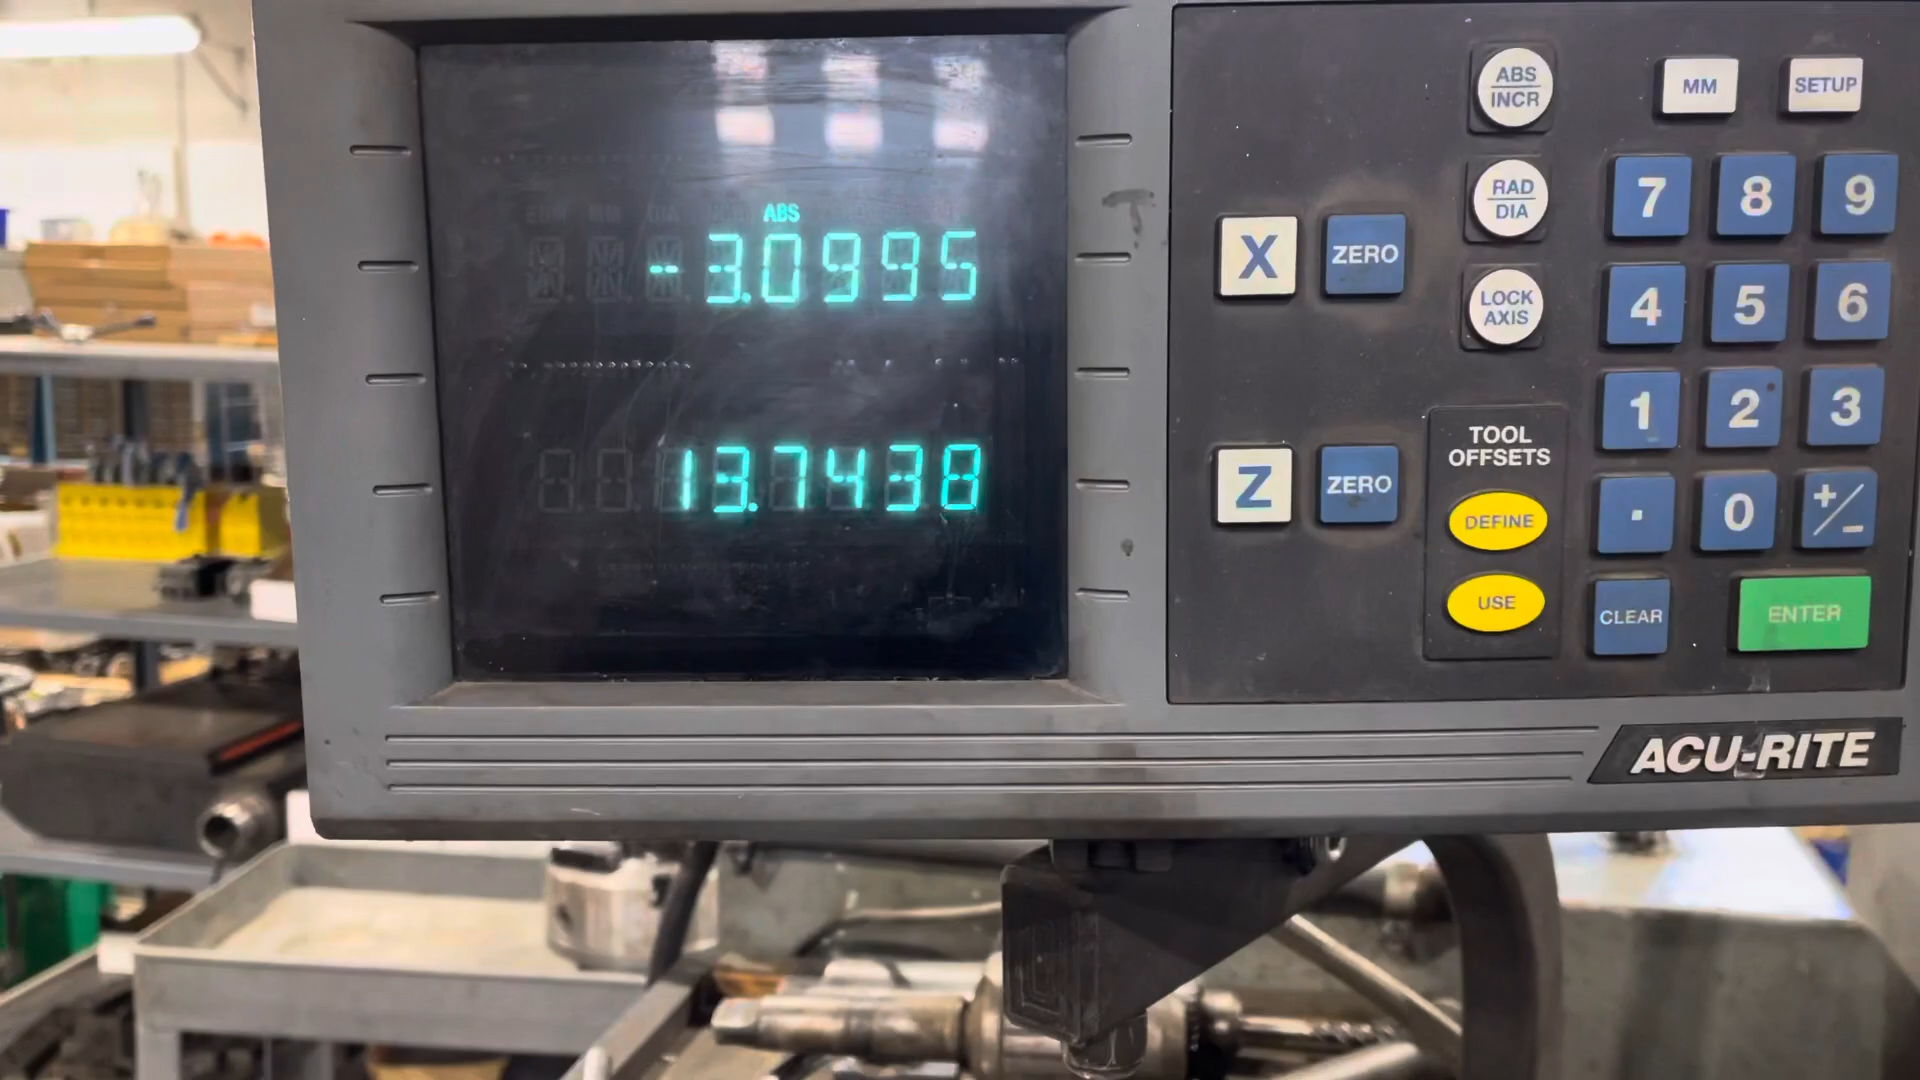 ABS
-3.0995
13.7438
ABS
INCR
MM
SETUP
RAD
DIA
7
8
9
X
ZERO
LOCK
AXIS
4
5
6
1
2
3
Z
ZERO
TOOL
OFFSETS
DEFINE
.
0
+/-
USE
CLEAR
ENTER
ACU-RITE